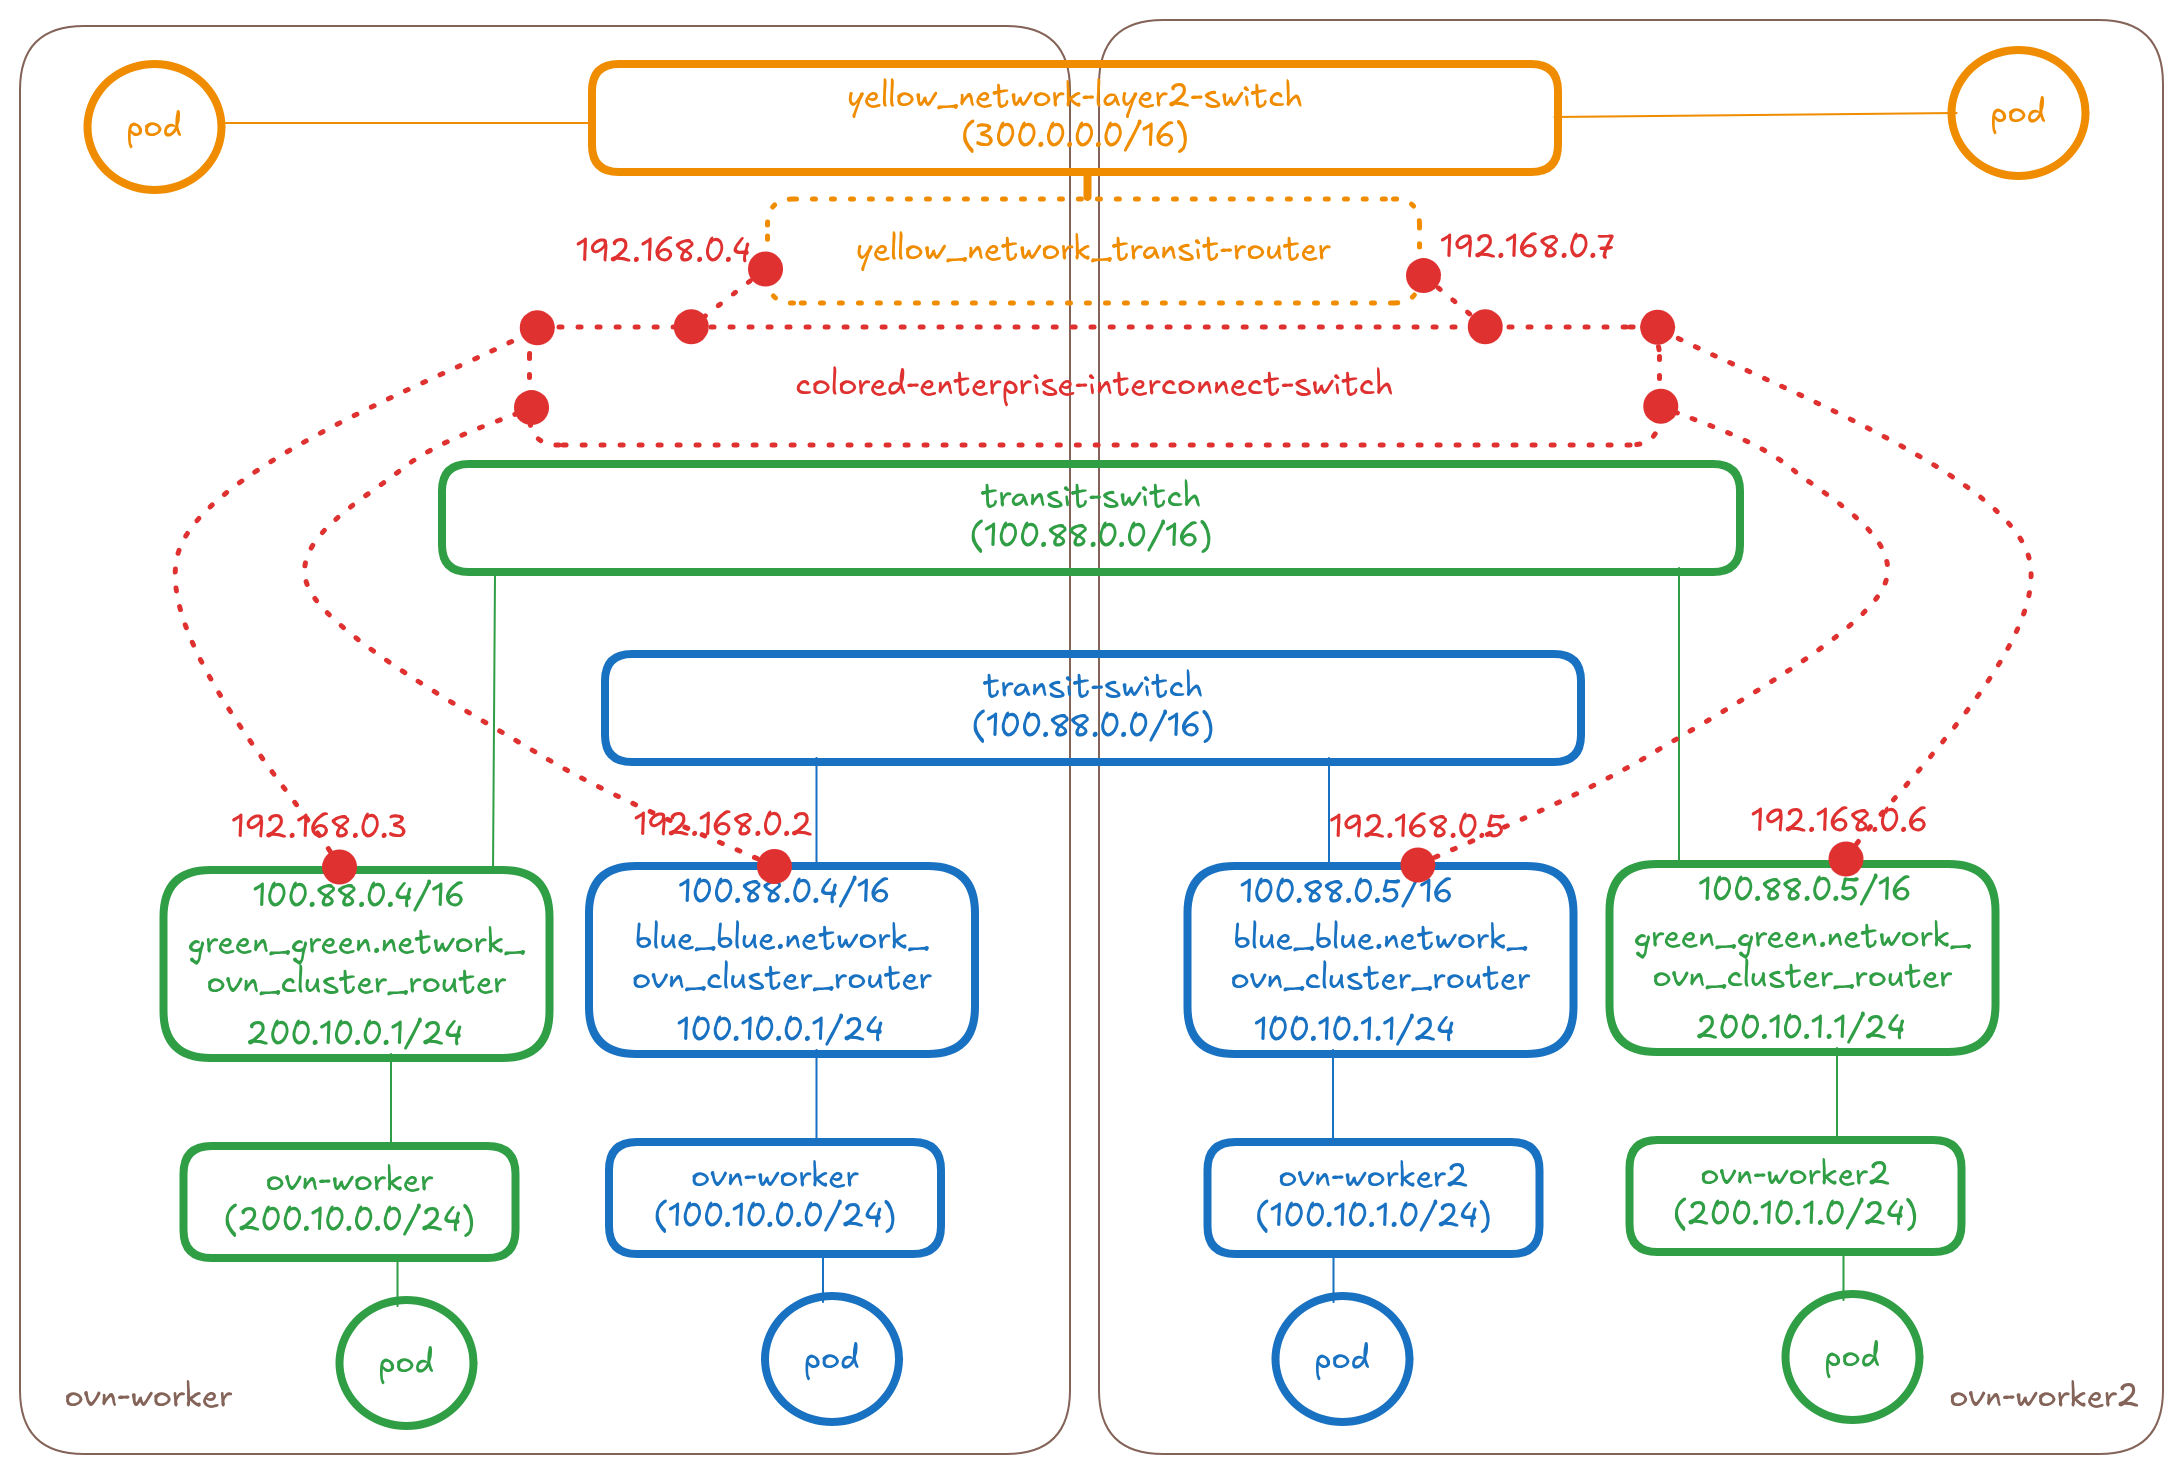 pod
yellow_network-layer2-switch
(300.0.0.0/16)
pod
192.168.0.4
yellow_network_transit-router
192.168.0.7
colored-enterprise-interconnect-switch
transit-switch
(100.88.0.0/16)
transit-switch
(100.88.0.0/16)
192.168.0.3
192.168.0.2
192.168.0.5
192.168.0.6
100.88.0.4/16
green_green.network_
ovn_cluster_router
200.10.0.1/24
100.88.0.4/16
blue_blue.network_
ovn_cluster_router
100.10.0.1/24
100.88.0.5/16
blue_blue.network_
ovn_cluster_router
100.10.1.1/24
100.88.0.5/16
green_green.network_
ovn_cluster_router
200.10.1.1/24
ovn-worker
(200.10.0.0/24)
ovn-worker
(100.10.0.0/24)
ovn-worker2
(100.10.1.0/24)
ovn-worker2
(200.10.1.0/24)
pod
pod
pod
pod
ovn-worker
ovn-worker2